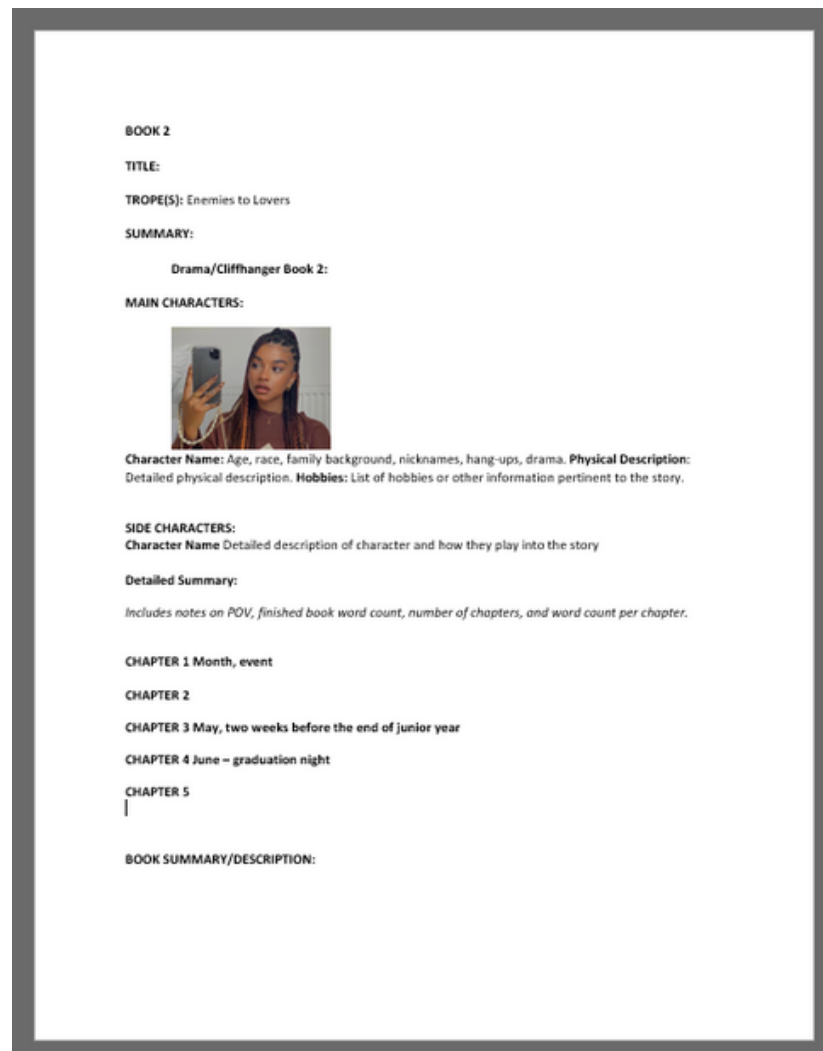 BOOK 2
TITLE:
TROPE(S): Enemies to Lovers
SUMMARY:
Drama/Cliffhanger Book 2:
MAIN CHARACTERS:
Character Name: Age, race, family background, nicknames, hang-ups, drama. Physical Description:
Detailed physical description. Hobbies: List of hobbies or other information pertinent to the story.
SIDE CHARACTERS:
Character Name Detailed description of character and how they play into the story
Detailed Summary:
Includes notes on POV, finished book word count, number of chapters, and word count per chapter.
CHAPTER 1 Month, event
CHAPTER 2
CHAPTER 3 May, two weeks before the end of junior year
CHAPTER 4 June – graduation night
CHAPTER 5
BOOK SUMMARY/DESCRIPTION: